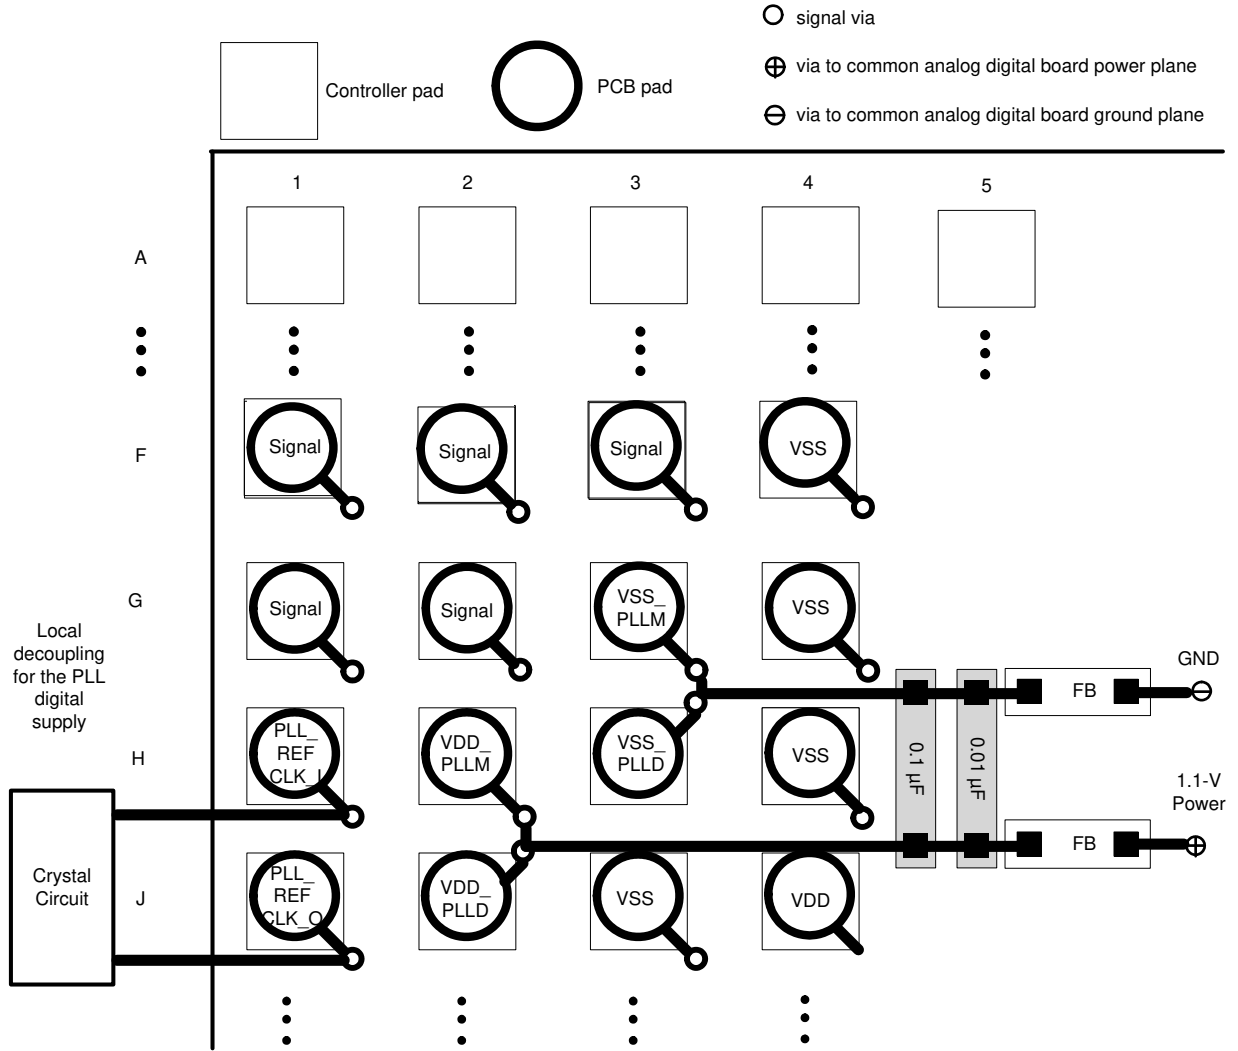 signal via
Controller pad
PCB pad
via to common analog digital board power plane
via to common analog digital board ground plane
1
2
3
4
5
A
F
Signal
Signal
Signal
VSS
G
Signal
Signal
VSS_
PLLM
VSS
Local
decoupling
for the PLL
digital
supply
GND
FB
H
PLL_
REF
CLK_I
VDD_
PLLM
VSS_
PLLD
VSS
0.1 µF
0.01 µF
1.1-V
Power
FB
Crystal
Circuit
J
PLL_
REF
CLK_O
VDD_
PLLD
VSS
VDD